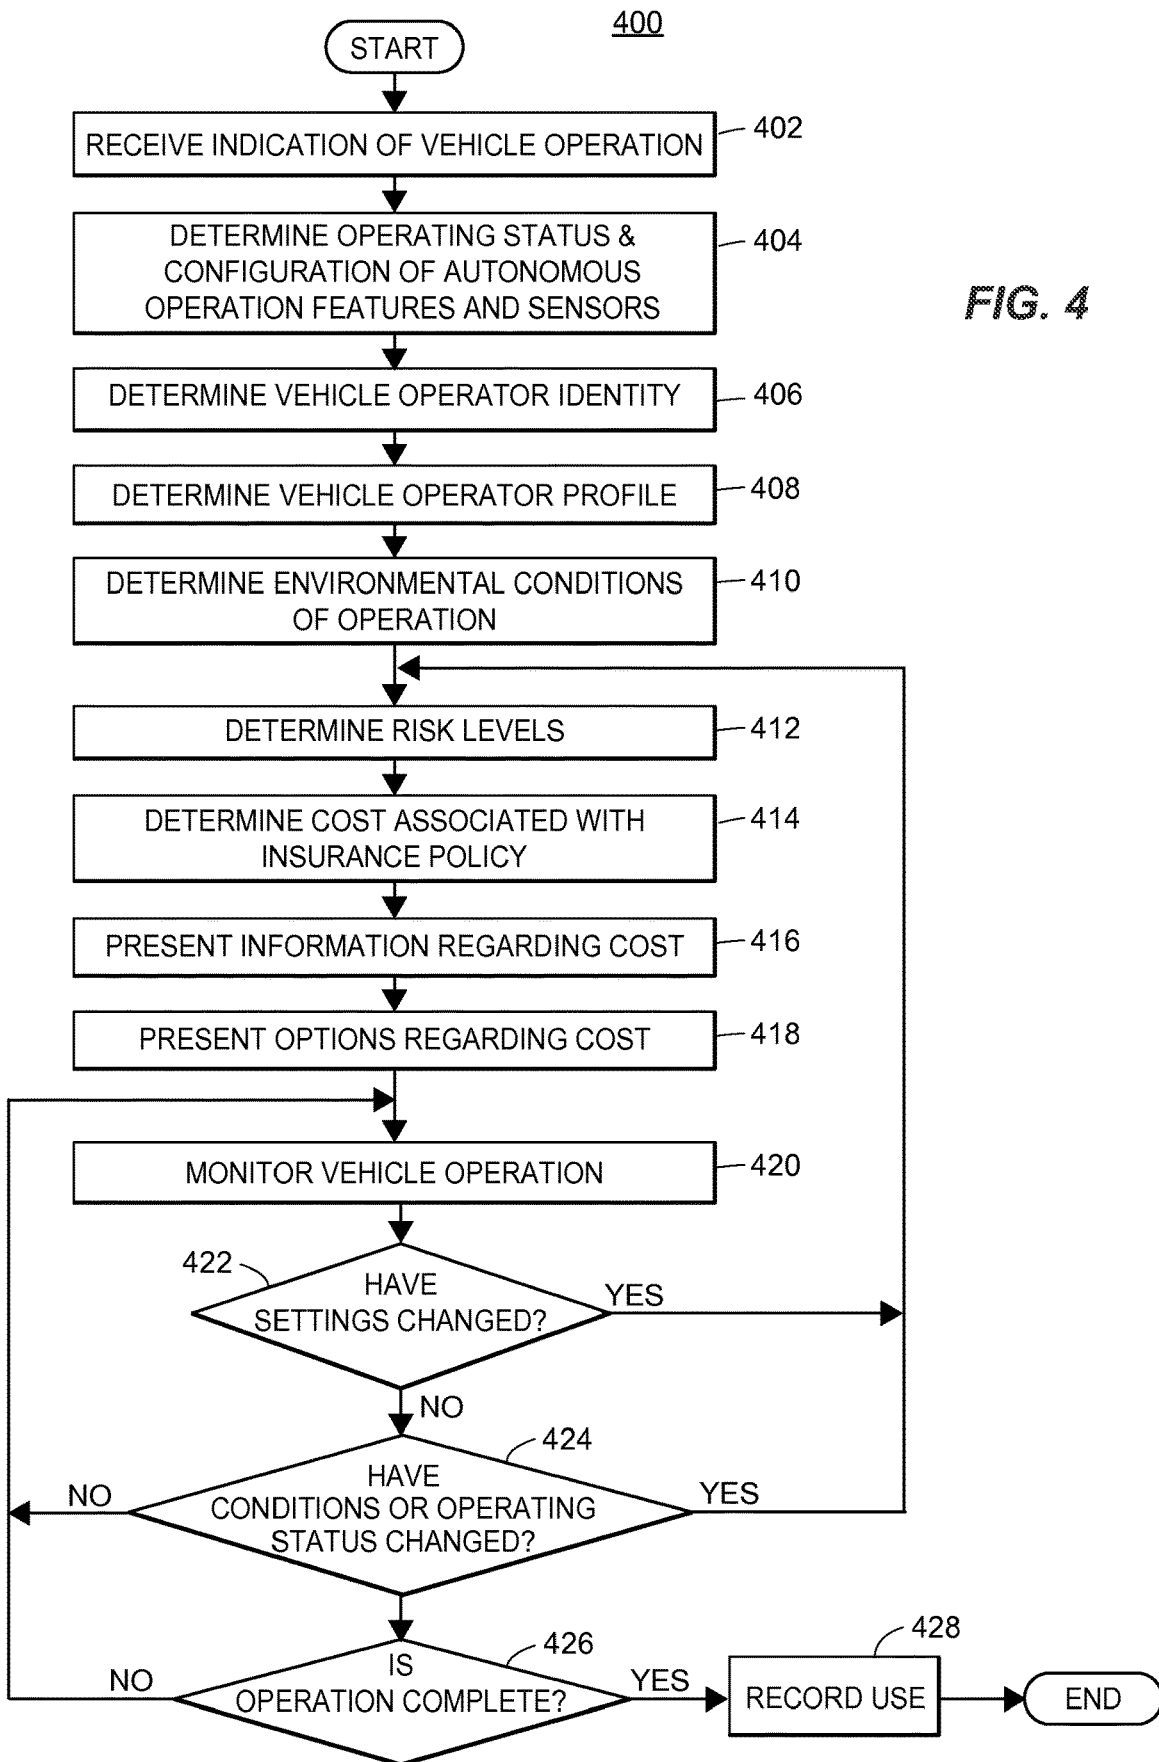 400
START
RECEIVE INDICATION OF VEHICLE OPERATION
402
DETERMINE OPERATING STATUS &
CONFIGURATION OF AUTONOMOUS
OPERATION FEATURES AND SENSORS
404
FIG. 4
DETERMINE VEHICLE OPERATOR IDENTITY
406
DETERMINE VEHICLE OPERATOR PROFILE
408
DETERMINE ENVIRONMENTAL CONDITIONS
OF OPERATION
410
DETERMINE RISK LEVELS
412
DETERMINE COST ASSOCIATED WITH
INSURANCE POLICY
414
PRESENT INFORMATION REGARDING COST
416
PRESENT OPTIONS REGARDING COST
418
MONITOR VEHICLE OPERATION
420
422
HAVE
SETTINGS CHANGED?
YES
NO
424
HAVE
CONDITIONS OR OPERATING
STATUS CHANGED?
NO
YES
426
IS
OPERATION COMPLETE?
NO
YES
428
RECORD USE
END